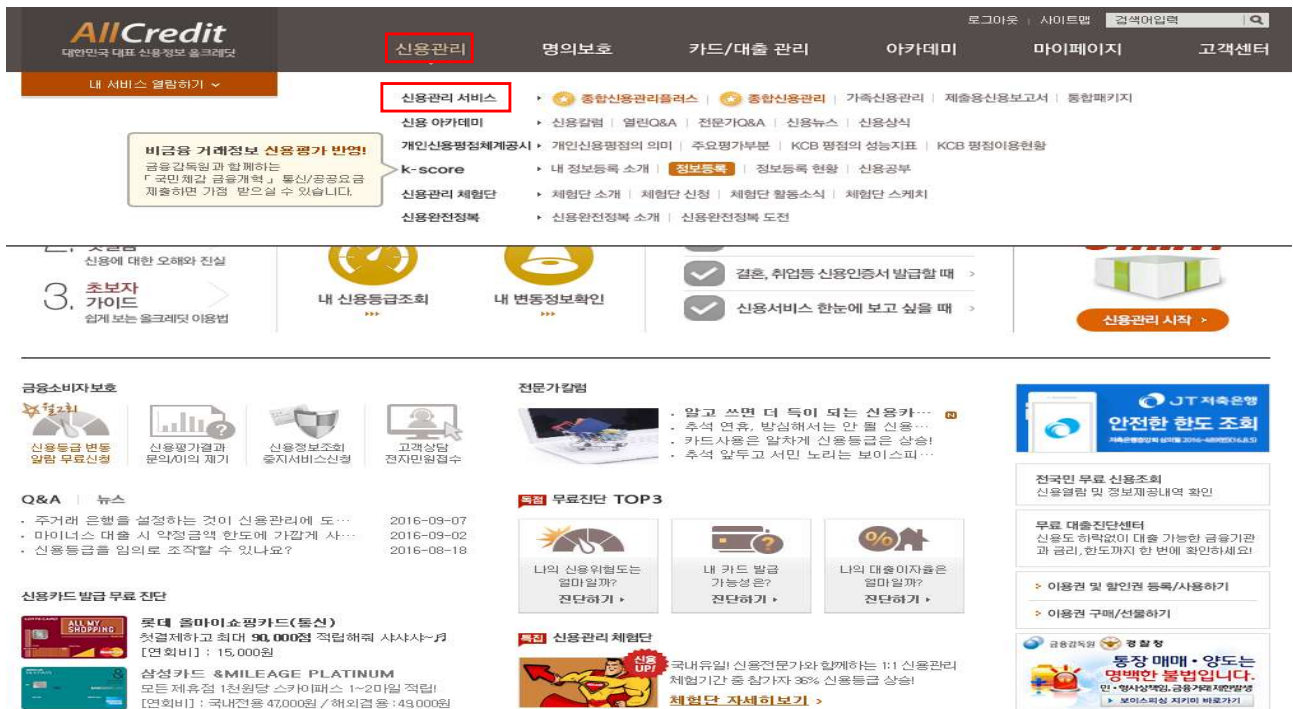 로그아웃 | 사이트맵 검색어입력
AllCredit
대한민국 대표 신용정보 올크레딧
신용관리 명의보호 카드/대출 관리 아카데미 마이페이지 고객센터
내 서비스 열람하기
신용관리 서비스 종합신용관리플러스 | 종합신용관리 | 가족신용관리 | 제출용신용보고서 | 통합패키지
신용 아카데미 신용칼럼 | 열린Q&A | 전문가Q&A | 신용뉴스 | 신용상식
개인신용평점체계공시 개인신용평점의 의미 | 주요평가부분 | KCB 평점의 성능지표 | KCB 평점이용현황
k-score 내 정보등록 소개 | 정보등록 | 정보등록 현황 | 신용공부
신용관리 체험단 체험단 소개 | 체험단 신청 | 체험단 활동소식 | 체험단 스케치
신용완전정복 신용완전정복 소개 | 신용완전정복 도전
비금융 거래정보 신용평가 반영!
금융감독원과 함께하는
「국민체감 금융개혁」 통신/공공요금
제출하면 가점 받으실 수 있습니다.
신용에 대한 오해와 진실
3. 초보자
가이드
쉽게 보는 올크레딧 이용법
내 신용등급조회
내 변동정보확인
결혼, 취업등 신용인증서 발급할 때
신용서비스 한눈에 보고 싶을 때
신용관리 시작
금융소비자보호
월2회
신용등급 변동
알람 무료신청
신용평가결과
문의/이의 제기
신용정보조회
중지서비스신청
고객상담
전자민원접수
전문가칼럼
· 알고 쓰면 더 득이 되는 신용카… N
· 추석 연휴, 방심해서는 안 될 신용…
· 카드사용은 알차게 신용등급은 상승!
· 추석 앞두고 서민 노리는 보이스피…
JT저축은행
안전한 한도 조회
전국민 무료 신용조회
신용열람 및 정보제공내역 확인
무료 대출진단센터
신용도 하락없이 대출 가능한 금융기관
과 금리,한도까지 한 번에 확인하세요!
이용권 및 할인권 등록/사용하기
이용권 구매/선물하기
Q&A | 뉴스
· 주거래 은행을 설정하는 것이 신용관리에 도… 2016-09-07
· 마이너스 대출 시 약정금액 한도에 가깝게 사… 2016-09-02
· 신용등급을 임의로 조작할 수 있나요? 2016-08-18
독점 무료진단 TOP3
나의 신용위험도는
얼마일까?
진단하기
내 카드 발급
가능성은?
진단하기
나의 대출이자율은
얼마일까?
진단하기
신용카드 발급 무료 진단
ALL MY
SHOPPING
롯데 올마이쇼핑카드(통신)
첫결제하고 최대 90,000점 적립해줘 샤샤샤~♬
[연회비] : 15,000원
삼성카드 &MILEAGE PLATINUM
모든 제휴점 1천원당 스카이패스 1~2마일 적립!
[연회비] : 국내전용 47,000원 / 해외겸용 : 49,000원
특진 신용관리 체험단
신용
UP!
국내유일! 신용전문가와 함께하는 1:1 신용관리
체험기간 중 참가자 36% 신용등급 상승!
체험단 자세히보기 >
금융감독원 경찰청
통장 매매 • 양도는
명백한 불법입니다.
민·형사상책임, 금융거래 제한발생
보이스피싱 지키미 바로가기